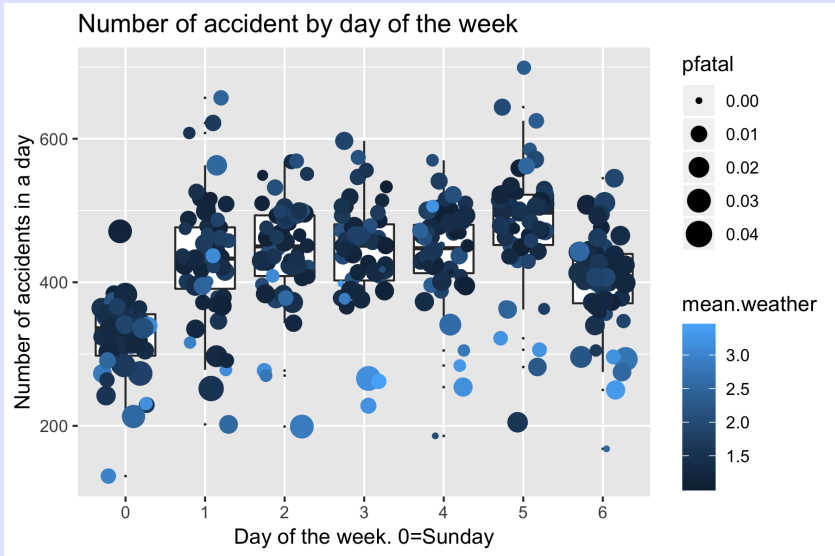 Number of accident by day of the week
Number of accidents in a day
600
400
200
0 1 2 3 4 5 6
Day of the week. 0=Sunday
pfatal
0.00
0.01
0.02
0.03
0.04
mean.weather
3.0
2.5
2.0
1.5